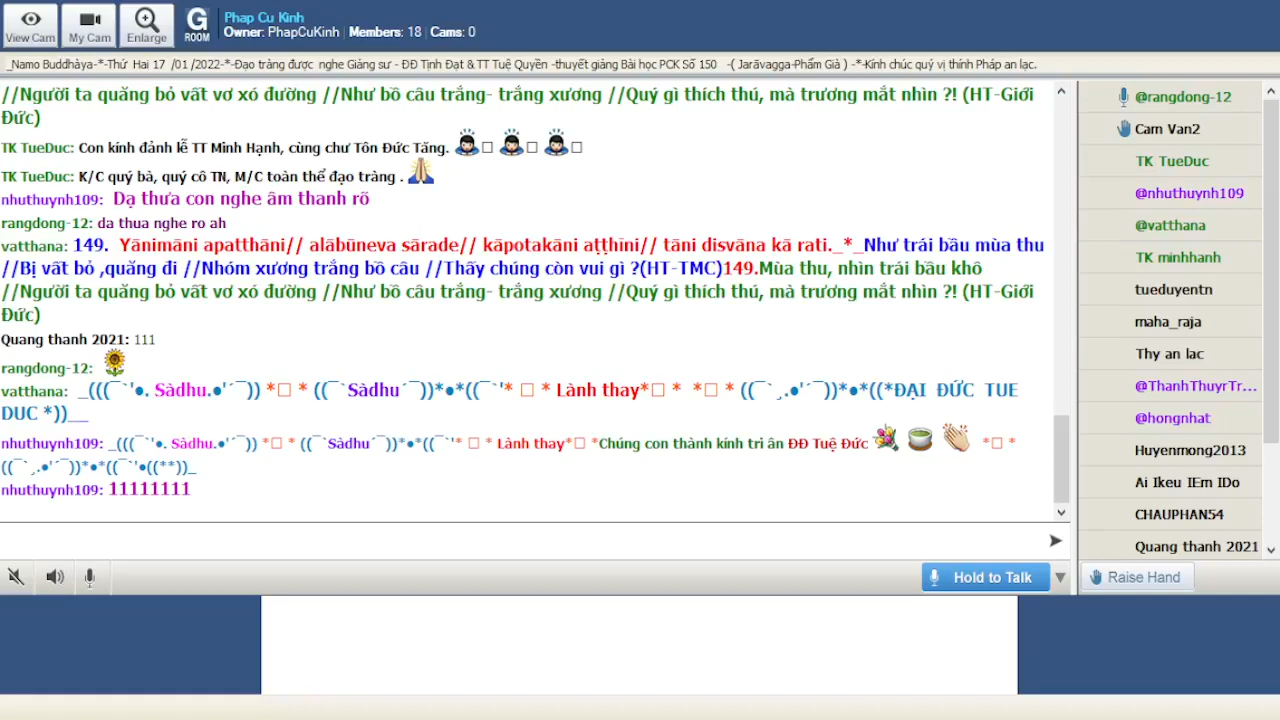 View Cam
My Cam
Enlarge
G
ROOM
Phap Cu Kinh
Owner: PhapCuKinh | Members: 18 | Cams: 0
_Namo Buddhàya-*-Thứ Hai 17 /01 /2022-*-Đạo tràng được nghe Giảng sư - ĐĐ Tịnh Đạt & TT Tuệ Quyền -thuyết giảng Bài học PCK Số 150 -( Jarāvagga-Phẩm Già ) -*-Kính chúc quý vị thính Pháp an lạc.
//Người ta quăng bỏ vất vơ xó đường //Như bồ câu trắng- trắng xương //Quý gì thích thú, mà trương mắt nhìn ?! (HT-Giới
Đức)
TK TueDuc: Con kính đảnh lễ TT Minh Hạnh, cùng chư Tôn Đức Tăng.
TK TueDuc: K/C quý bà, quý cô TN, M/C toàn thể đạo tràng .
nhuthuynh109: Dạ thưa con nghe âm thanh rõ
rangdong-12: da thua nghe ro ah
vatthana: 149. Yānimāni apatthāni// alābūneva sārade// kāpotakāni aṭṭhīni// tāni disvāna kā rati._*_Như trái bầu mùa thu
//Bị vất bỏ ,quăng đi //Nhóm xương trắng bồ câu //Thấy chúng còn vui gì ?(HT-TMC)149.Mùa thu, nhìn trái bầu khô
//Người ta quăng bỏ vất vơ xó đường //Như bồ câu trắng- trắng xương //Quý gì thích thú, mà trương mắt nhìn ?! (HT-Giới
Đức)
Quang thanh 2021: 111
rangdong-12:
vatthana: _(((¯`'●. Sàdhu.●'´¯)) *□ * ((¯`Sàdhu´¯))*●*((¯`'* □ * Lành thay*□ * *□ * ((¯`¸.●'´¯))*●*((*ĐẠI ĐỨC TUE
DUC *))__
nhuthuynh109: _(((¯`'●. Sàdhu.●'´¯)) *□ * ((¯`Sàdhu´¯))*●*((¯`'* □ * Lành thay*□ *Chúng con thành kính tri ân ĐĐ Tuệ Đức *□ *
((¯`¸.●'´¯))*●*((¯`'●((**))_
nhuthuynh109: 11111111
Hold to Talk
@rangdong-12
Cam Van2
TK TueDuc
@nhuthuynh109
@vatthana
TK minhhanh
tueduyentn
maha_raja
Thy an lac
@ThanhThuyrTr...
@hongnhat
Huyenmong2013
Ai Ikeu IEm IDo
CHAUPHAN54
Quang thanh 2021
Raise Hand